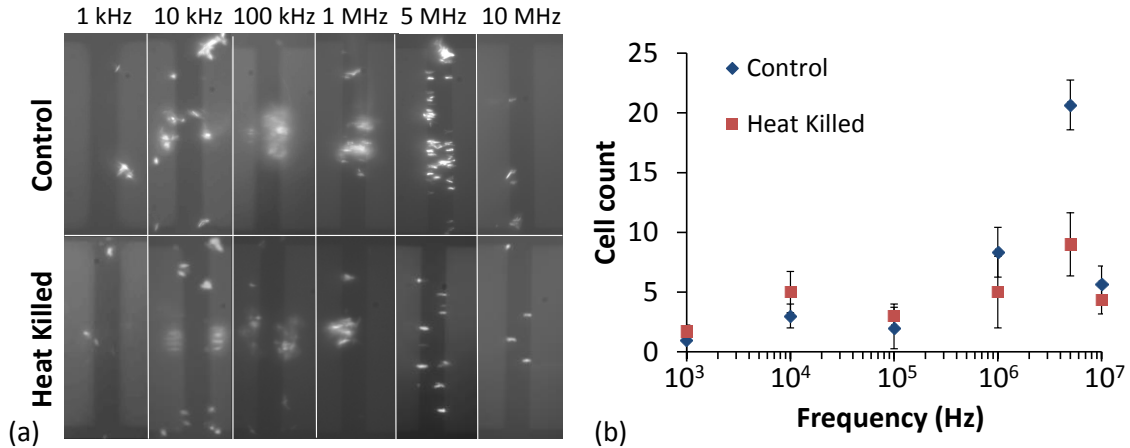 1 kHz 10 kHz 100 kHz 1 MHz 5 MHz 10 MHz
Control
Heat Killed
(a)
25
20
15
10
5
0
Cell count
Control
Heat Killed
10³ 10⁴ 10⁵ 10⁶ 10⁷
Frequency (Hz)
(b)